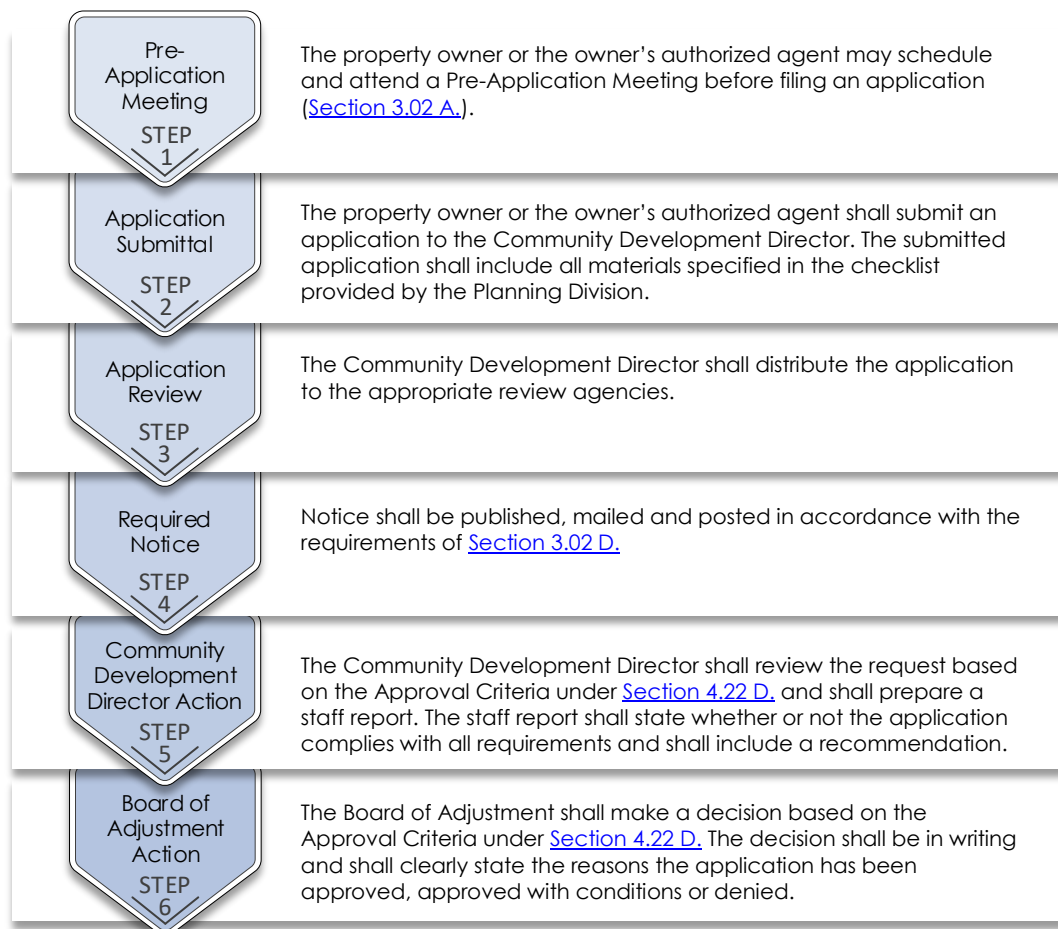 Pre-
Application
Meeting
STEP
1
The property owner or the owner’s authorized agent may schedule
and attend a Pre-Application Meeting before filing an application
(Section 3.02 A.).
Application
Submittal
STEP
2
The property owner or the owner’s authorized agent shall submit an
application to the Community Development Director. The submitted
application shall include all materials specified in the checklist
provided by the Planning Division.
Application
Review
STEP
3
The Community Development Director shall distribute the application
to the appropriate review agencies.
Required
Notice
STEP
4
Notice shall be published, mailed and posted in accordance with the
requirements of Section 3.02 D.
Community
Development
Director Action
STEP
5
The Community Development Director shall review the request based
on the Approval Criteria under Section 4.22 D. and shall prepare a
staff report. The staff report shall state whether or not the application
complies with all requirements and shall include a recommendation.
Board of
Adjustment
Action
STEP
6
The Board of Adjustment shall make a decision based on the
Approval Criteria under Section 4.22 D. The decision shall be in writing
and shall clearly state the reasons the application has been
approved, approved with conditions or denied.